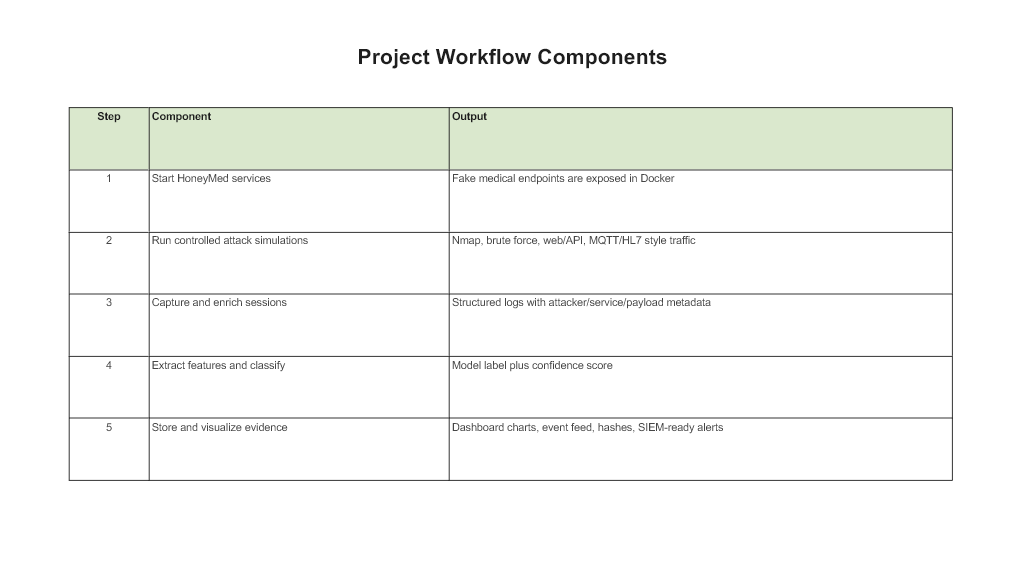 Project Workflow Components
Step Component Output
1 Start HoneyMed services Fake medical endpoints are exposed in Docker
2 Run controlled attack simulations Nmap, brute force, web/API, MQTT/HL7 style traffic
3 Capture and enrich sessions Structured logs with attacker/service/payload metadata
4 Extract features and classify Model label plus confidence score
5 Store and visualize evidence Dashboard charts, event feed, hashes, SIEM-ready alerts